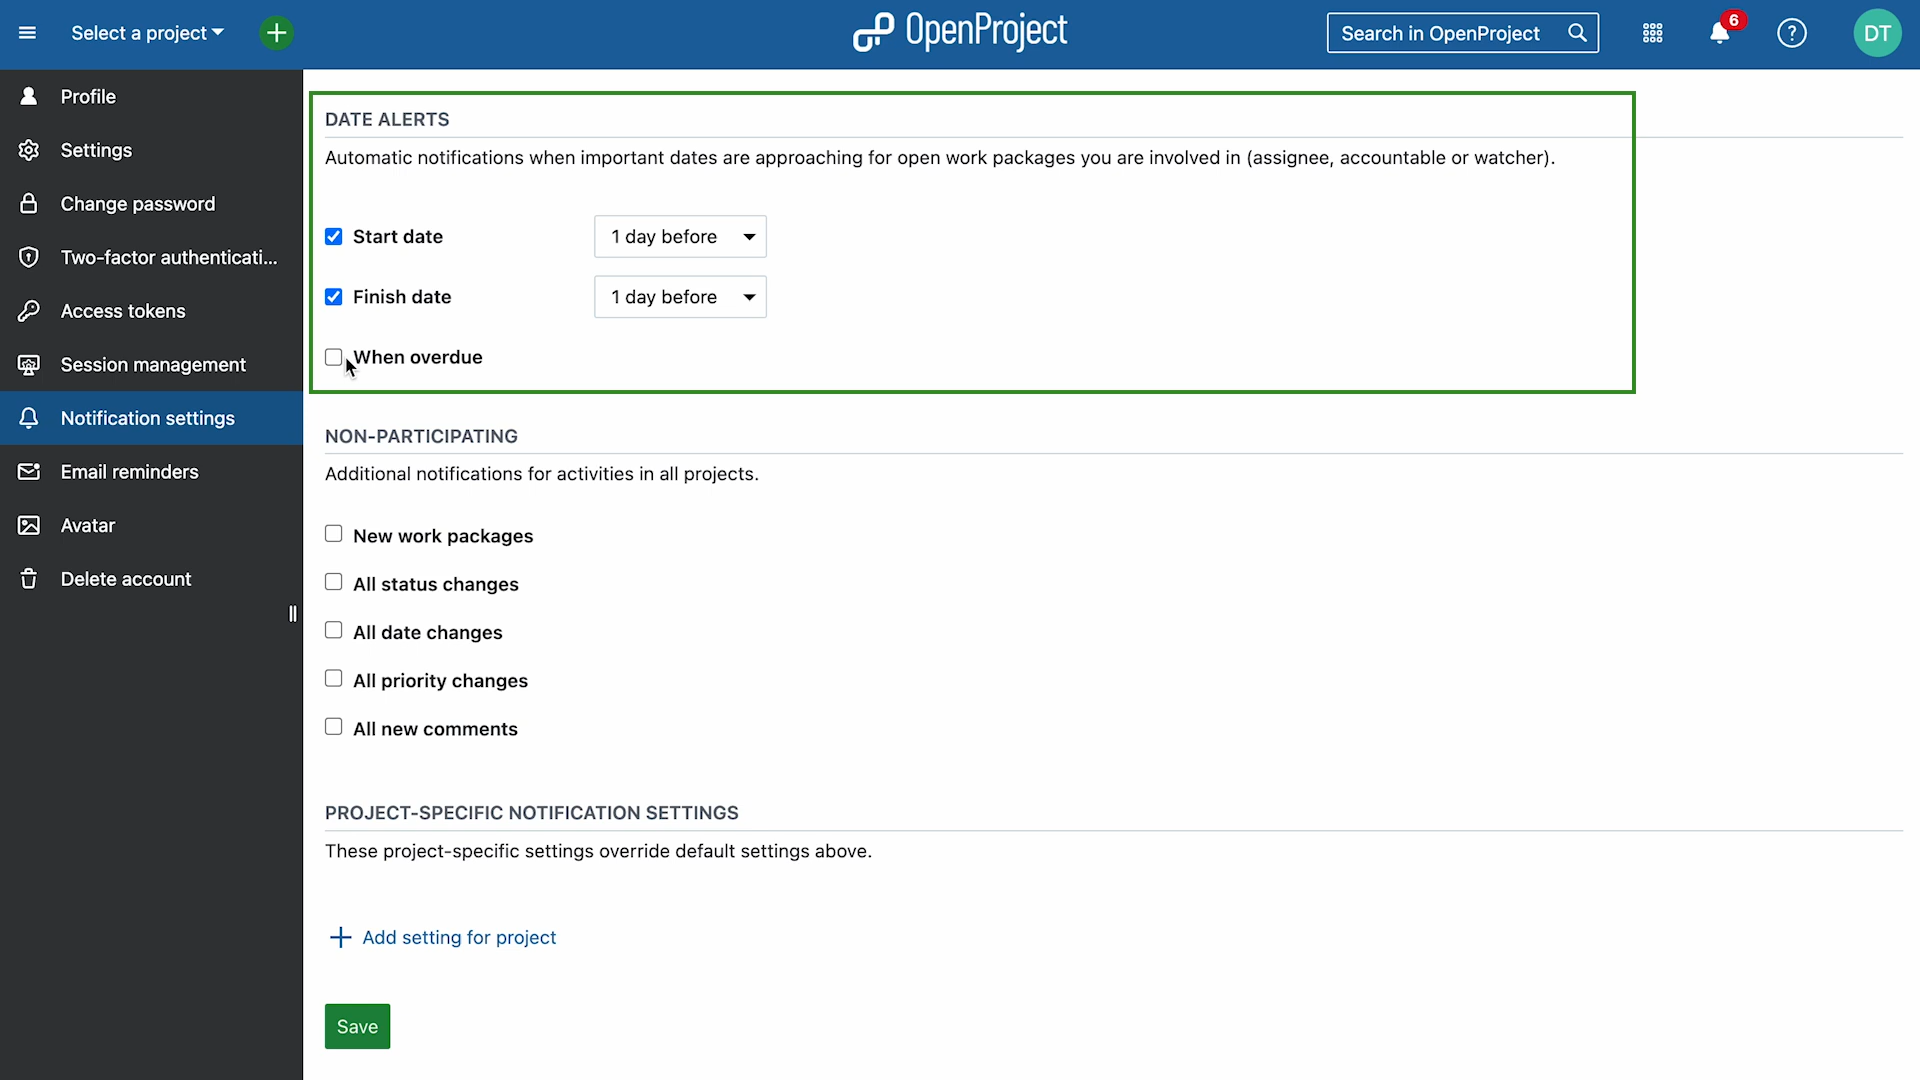 Select a project
OpenProject
Search in OpenProject
6
DT
Profile
Settings
Change password
Two-factor authenticati...
Access tokens
Session management
Notification settings
Email reminders
Avatar
Delete account
DATE ALERTS
Automatic notifications when important dates are approaching for open work packages you are involved in (assignee, accountable or watcher).
Start date
1 day before
Finish date
1 day before
When overdue
NON-PARTICIPATING
Additional notifications for activities in all projects.
New work packages
All status changes
All date changes
All priority changes
All new comments
PROJECT-SPECIFIC NOTIFICATION SETTINGS
These project-specific settings override default settings above.
Add setting for project
Save